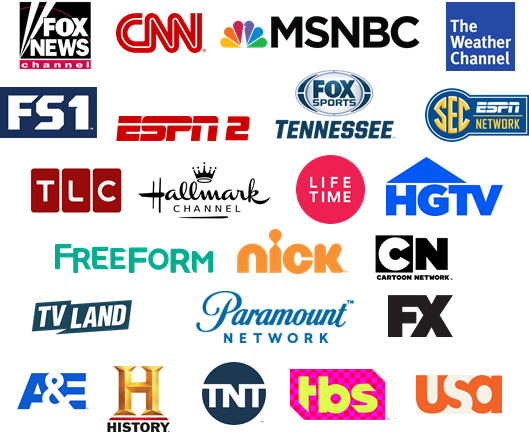 FOX
NEWS
channel
CNN
MSNBC
The
Weather
Channel
FS1
ESPN 2
FOX
SPORTS
TENNESSEE
SEC
ESPN
NETWORK
TLC
Hallmark
CHANNEL
LIFE
TIME
HGTV
FREEFORM
nick
CN
CARTOON NETWORK
TV LAND
Paramount
NETWORK
FX
A&E
H
HISTORY
TNT
tbs
usa